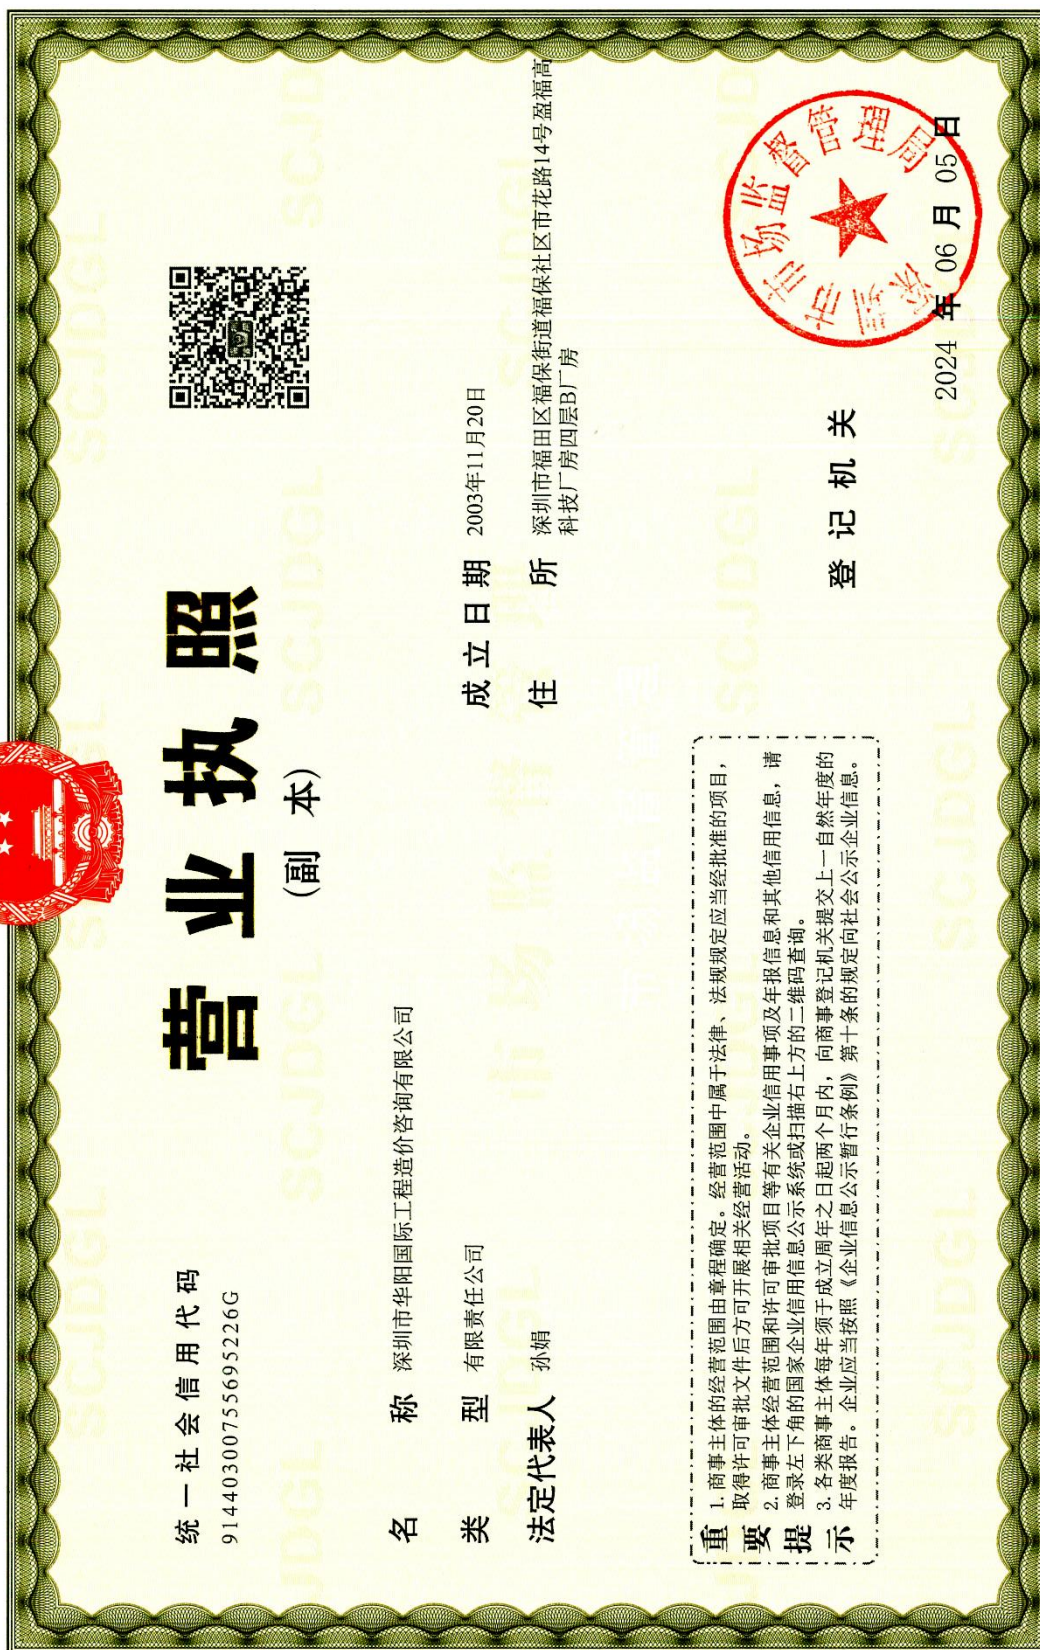 营业执照
(副 本)
统一社会信用代码
91440300755695226G
名 称 深圳市华阳国际工程造价咨询有限公司
类 型 有限责任公司
法定代表人 孙娟
成立日期 2003年11月20日
住 所 深圳市福田区福保街道福保社区市花路14号盈福高
科技厂房四层B厂房
重要提示
1. 商事主体的经营范围由章程确定。经营范围中属于法律、法规规定应当经批准的项目，
取得许可审批文件后方可开展相关经营活动。
2. 商事主体经营范围和许可审批项目等有关企业信用事项及年报信息和其他信用信息，请
登录左下角的国家企业信用信息公示系统或扫描右上方的二维码查询。
3. 各类商事主体每年须于成立周年之日起两个月内，向商事登记机关提交上一自然年度的
年度报告。企业应当按照《企业信息公示暂行条例》第十条的规定向社会公示企业信息。
登记机关
深圳市市场监督管理局
2024 年 06 月 05 日
SCJDGL